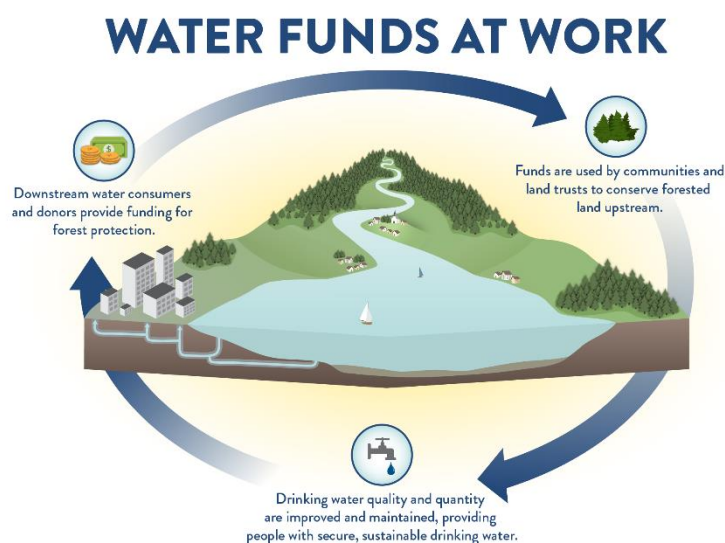 WATER FUNDS AT WORK
$
Downstream water consumers
and donors provide funding for
forest protection.
Funds are used by communities and
land trusts to conserve forested
land upstream.
Drinking water quality and quantity
are improved and maintained, providing
people with secure, sustainable drinking water.